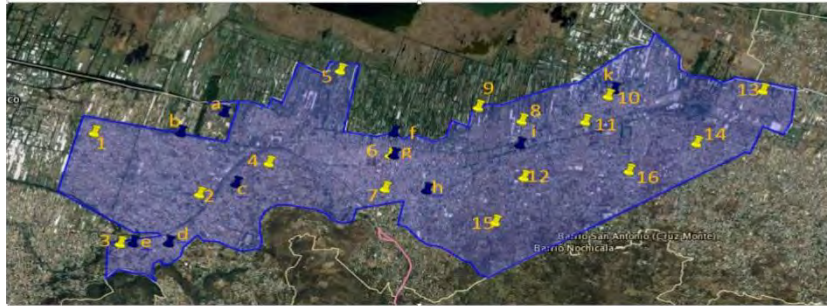 5
k
13
9
10
a
co
8
11
b
f
1
i
14
6
g
4
16
12
c
7
h
2
15
3
e
d
Barrio San Antonio (Cruz Monte)
Barrio Nochicala